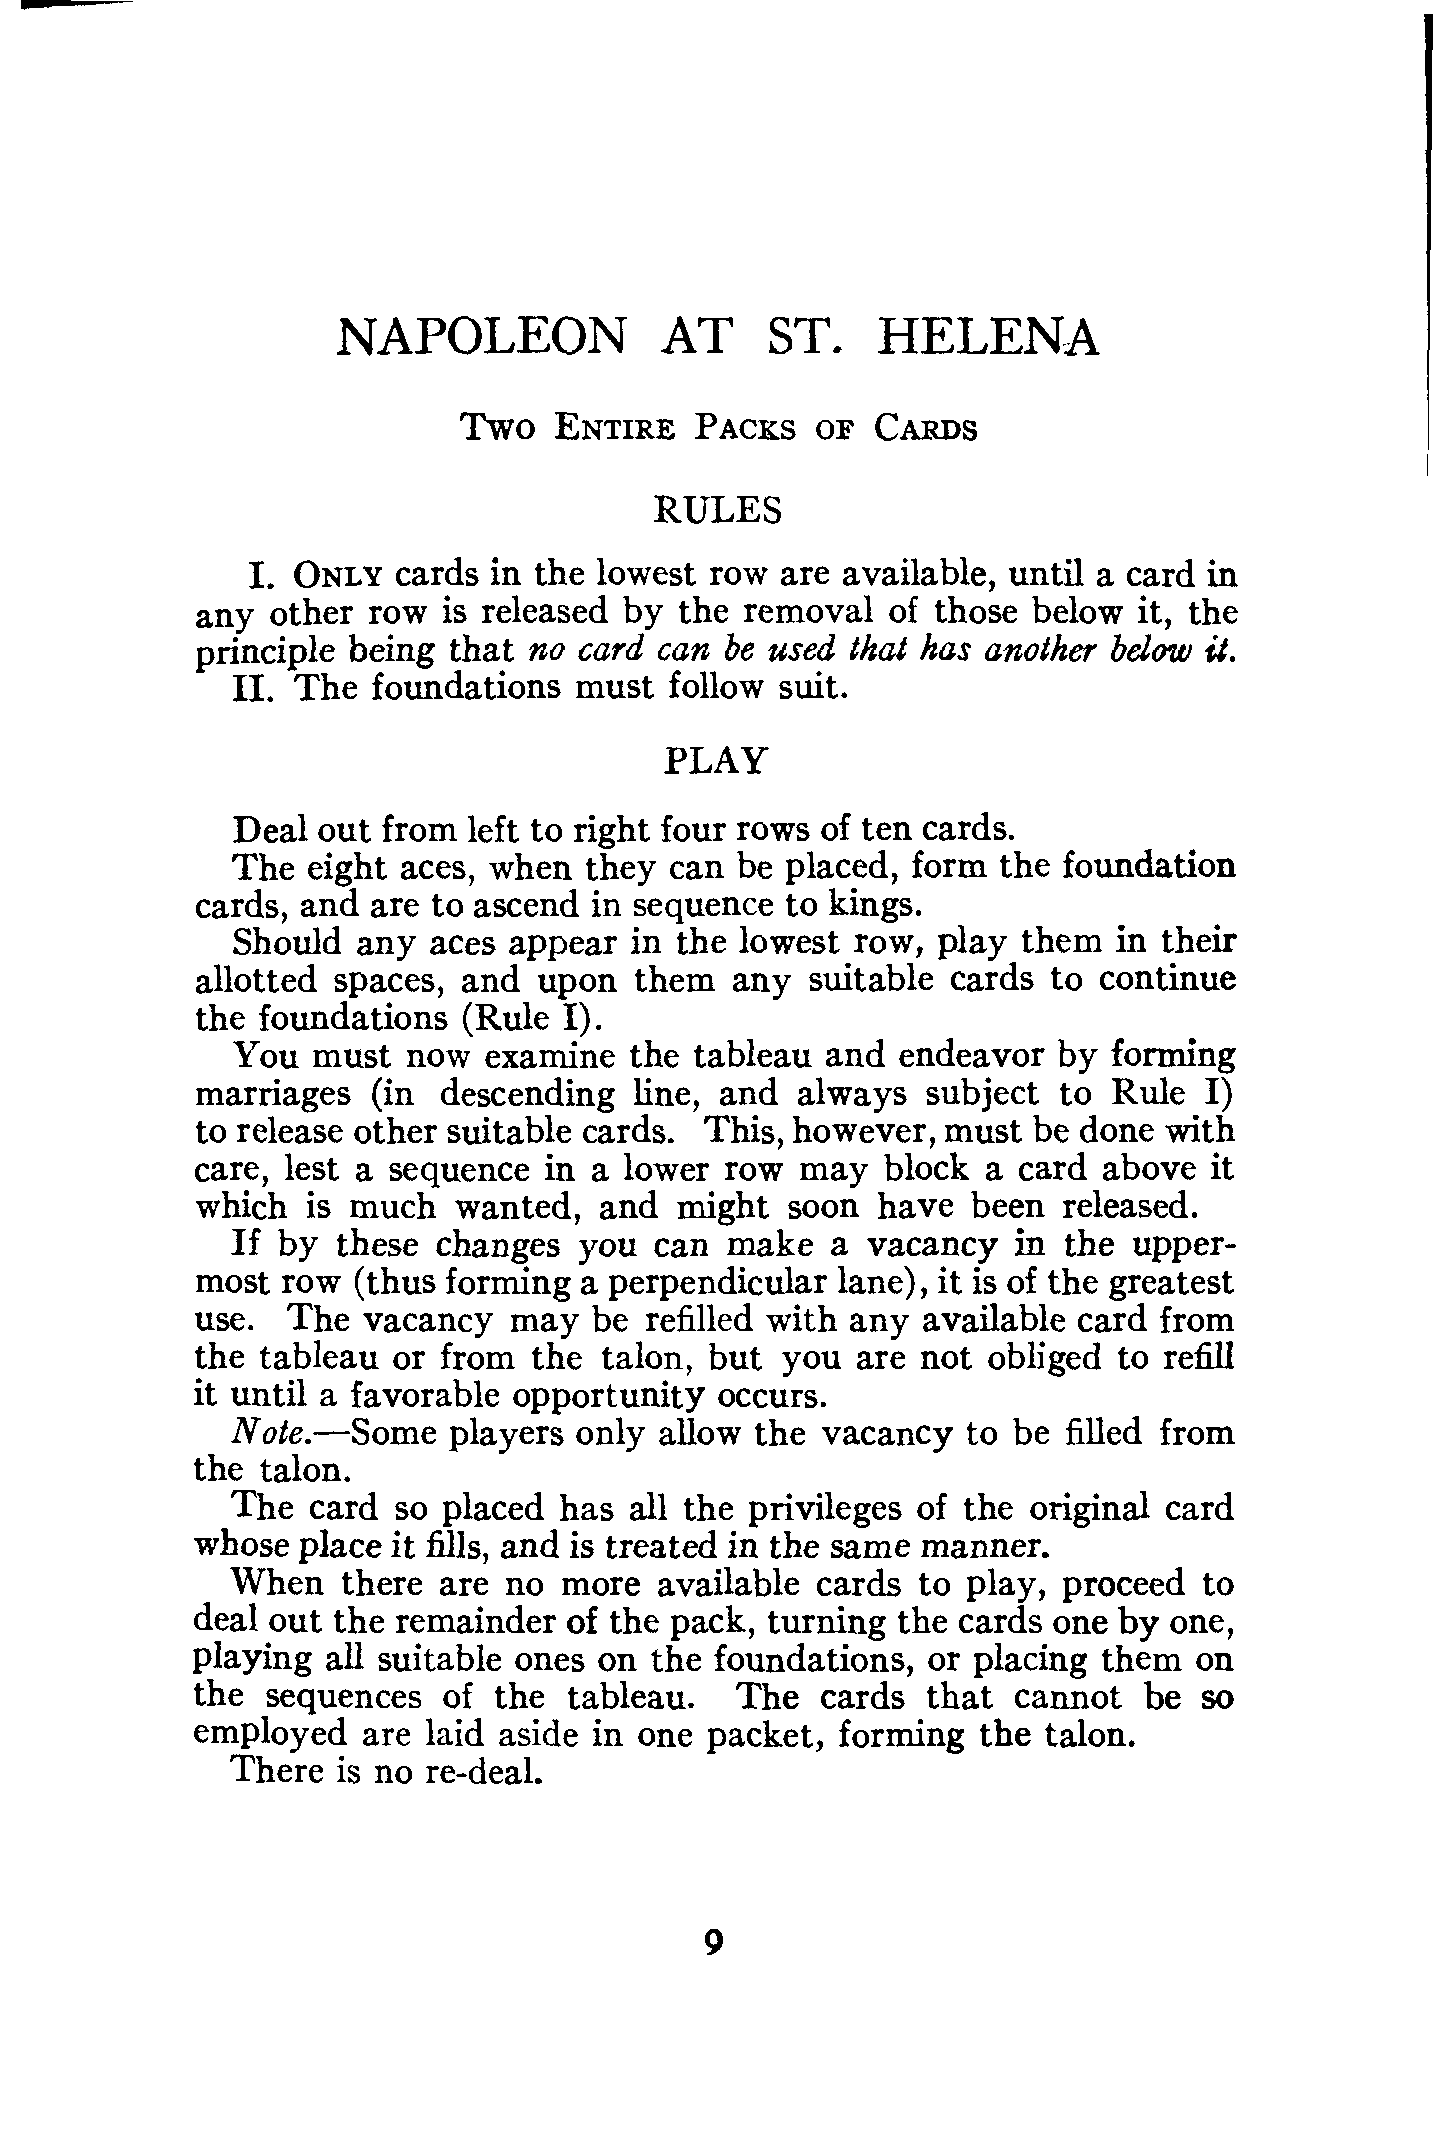 NAPOLEON AT ST. HELENA
Two Entire Packs of Cards
RULES
I. Only cards in the lowest row are available, until a card in
any other row is released by the removal of those below it, the
principle being that no card can be used that has another below it.
II. The foundations must follow suit.
PLAY
Deal out from left to right four rows of ten cards.
The eight aces, when they can be placed, form the foundation
cards, and are to ascend in sequence to kings.
Should any aces appear in the lowest row, play them in their
allotted spaces, and upon them any suitable cards to continue
the foundations (Rule I).
You must now examine the tableau and endeavor by forming
marriages (in descending line, and always subject to Rule I)
to release other suitable cards. This, however, must be done with
care, lest a sequence in a lower row may block a card above it
which is much wanted, and might soon have been released.
If by these changes you can make a vacancy in the upper-
most row (thus forming a perpendicular lane), it is of the greatest
use. The vacancy may be refilled with any available card from
the tableau or from the talon, but you are not obliged to refill
it until a favorable opportunity occurs.
Note.—Some players only allow the vacancy to be filled from
the talon.
The card so placed has all the privileges of the original card
whose place it fills, and is treated in the same manner.
When there are no more available cards to play, proceed to
deal out the remainder of the pack, turning the cards one by one,
playing all suitable ones on the foundations, or placing them on
the sequences of the tableau. The cards that cannot be so
employed are laid aside in one packet, forming the talon.
There is no re-deal.
9